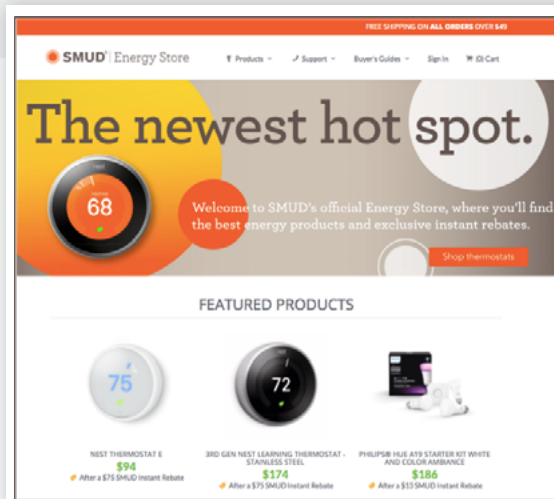 FREE SHIPPING ON ALL ORDERS OVER $49
SMUD® Energy Store Products Support Buyer's Guides Sign In (0) Cart
The newest hot spot.
68
Welcome to SMUD's official Energy Store, where you'll find
the best energy products and exclusive instant rebates.
Shop thermostats
FEATURED PRODUCTS
75
72
NEST THERMOSTAT E
$94
After a $75 SMUD Instant Rebate
3RD GEN NEST LEARNING THERMOSTAT -
STAINLESS STEEL
$174
After a $75 SMUD Instant Rebate
PHILIPS® HUE A19 STARTER KIT WHITE
AND COLOR AMBIANCE
$186
After a $15 SMUD Instant Rebate